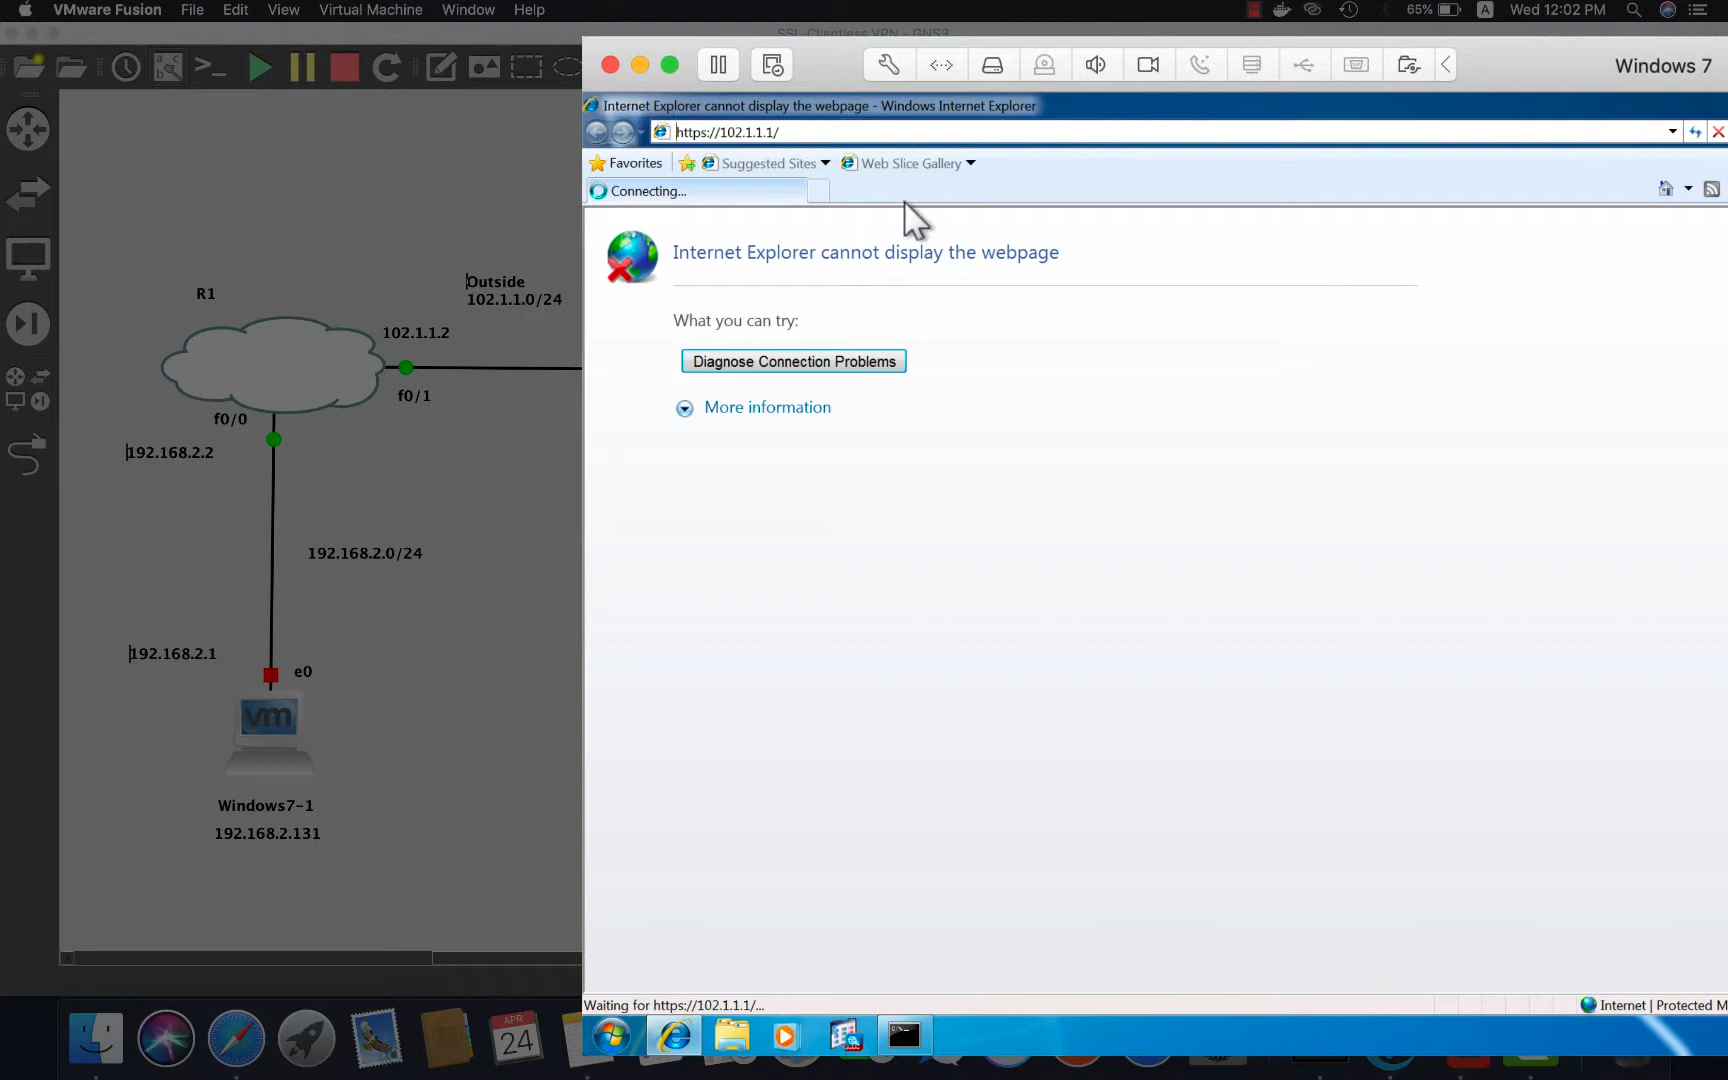 VMware Fusion File Edit View Virtual Machine Window Help 65% A Wed 12:02 PM
SSL-Clientless VPN - GNS3
Windows 7
Internet Explorer cannot display the webpage - Windows Internet Explorer
https://102.1.1.1/
Favorites Suggested Sites Web Slice Gallery
Connecting...
Internet Explorer cannot display the webpage
What you can try:
Diagnose Connection Problems
More information
Outside
102.1.1.0/24
R1
102.1.1.2
f0/1
f0/0
192.168.2.2
192.168.2.0/24
192.168.2.1
e0
vm
Windows7-1
192.168.2.131
Waiting for https://102.1.1.1/...
Internet | Protected M
APR
24